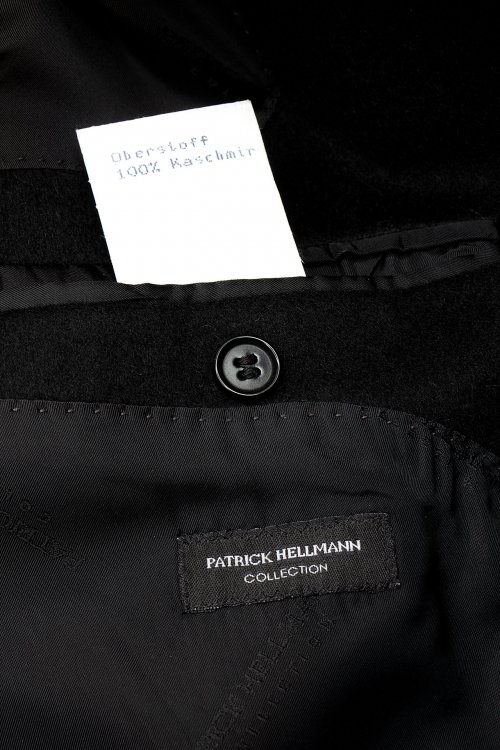 Oberstoff
100% Kaschmir
PATRICK HELLMANN
COLLECTION